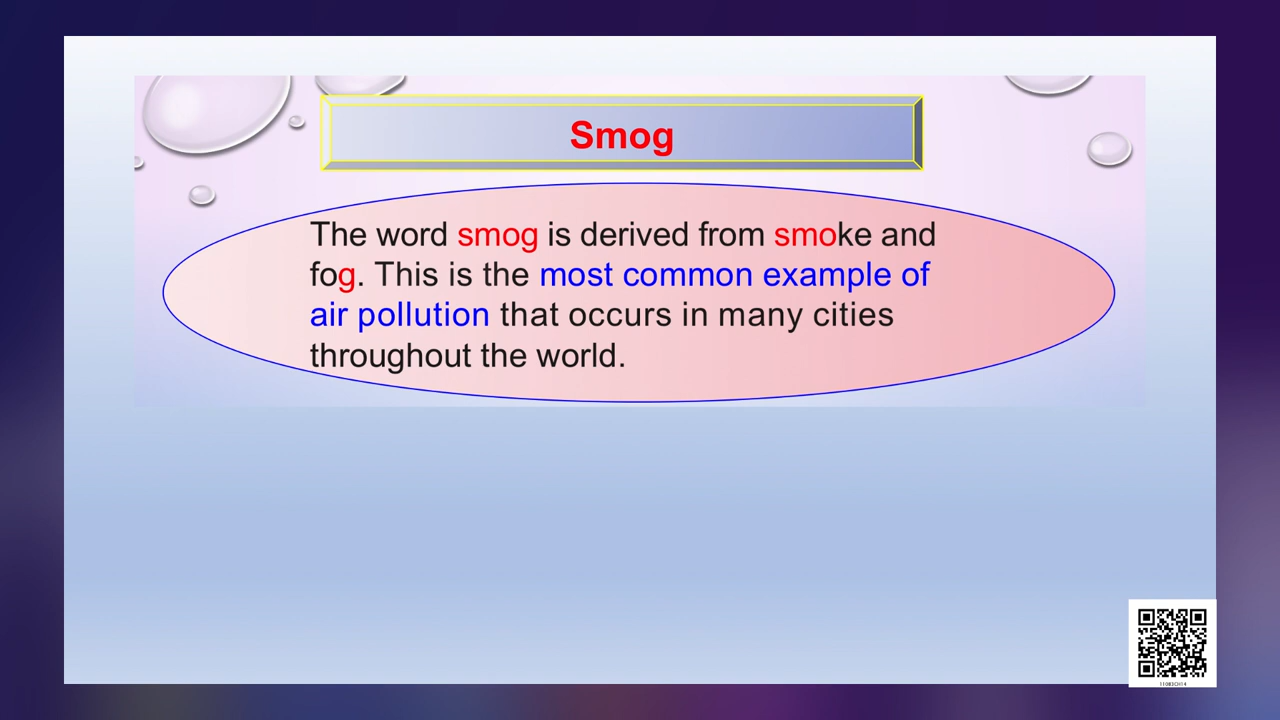 Smog
The word smog is derived from smoke and
fog. This is the most common example of
air pollution that occurs in many cities
throughout the world.
11083CH14